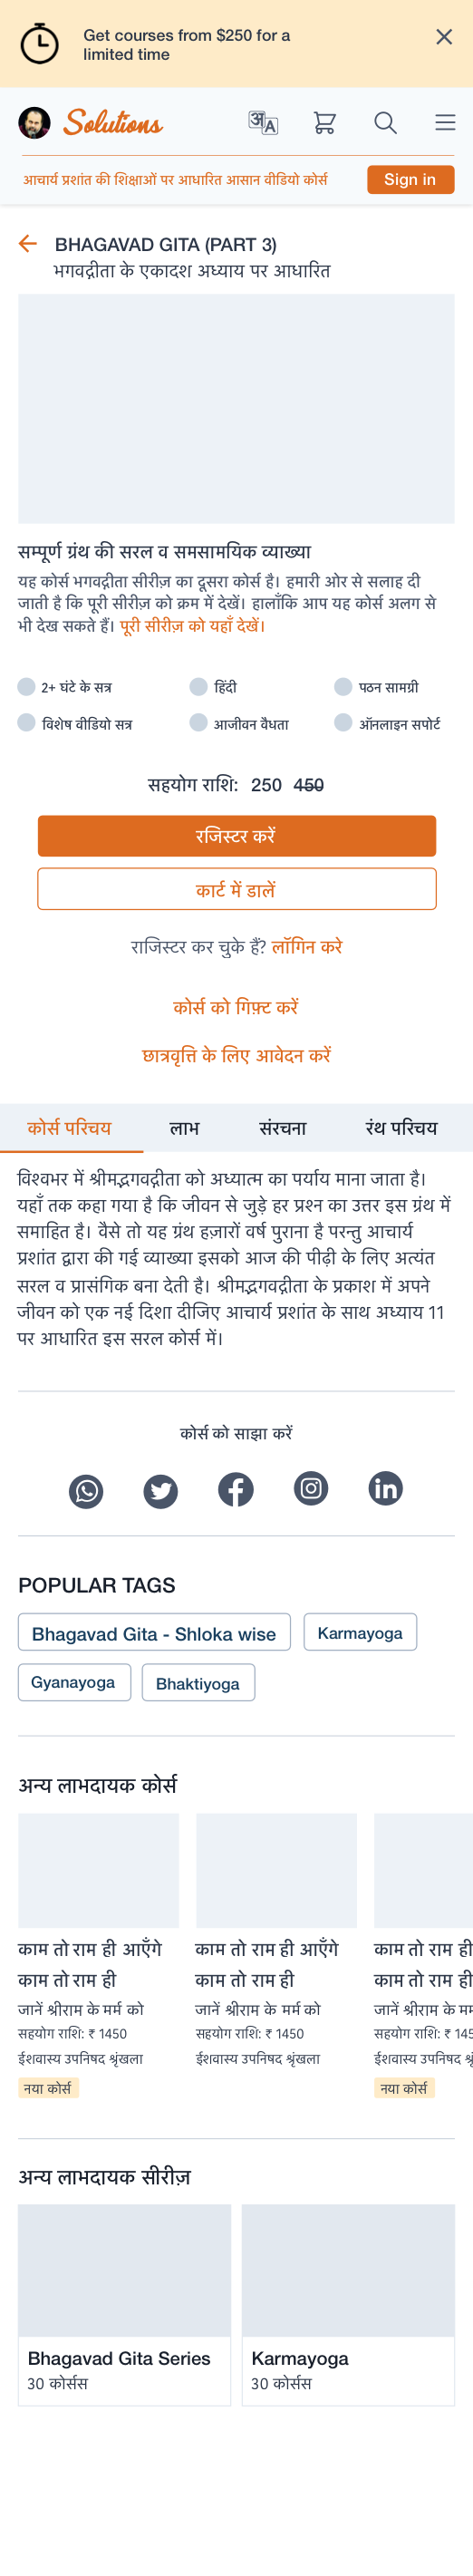 Get courses from $250 for a
limited time
Solutions
अ A
आचार्य प्रशांत की शिक्षाओं पर आधारित आसान वीडियो कोर्स
Sign in
BHAGAVAD GITA (PART 3)
भगवद्गीता के एकादश अध्याय पर आधारित
सम्पूर्ण ग्रंथ की सरल व समसामयिक व्याख्या
यह कोर्स भगवद्गीता सीरीज़ का दूसरा कोर्स है। हमारी ओर से सलाह दी
जाती है कि पूरी सीरीज़ को क्रम में देखें। हालाँकि आप यह कोर्स अलग से
भी देख सकते हैं। पूरी सीरीज़ को यहाँ देखें।
2+ घंटे के सत्र हिंदी पठन सामग्री
विशेष वीडियो सत्र आजीवन वैधता ऑनलाइन सपोर्ट
सहयोग राशि: 250 450
रजिस्टर करें
कार्ट में डालें
राजिस्टर कर चुके हैं? लॉगिन करे
कोर्स को गिफ़्ट करें
छात्रवृत्ति के लिए आवेदन करें
कोर्स परिचय लाभ संरचना रंथ परिचय
विश्वभर में श्रीमद्भगवद्गीता को अध्यात्म का पर्याय माना जाता है।
यहाँ तक कहा गया है कि जीवन से जुड़े हर प्रश्न का उत्तर इस ग्रंथ में
समाहित है। वैसे तो यह ग्रंथ हज़ारों वर्ष पुराना है परन्तु आचार्य
प्रशांत द्वारा की गई व्याख्या इसको आज की पीढ़ी के लिए अत्यंत
सरल व प्रासंगिक बना देती है। श्रीमद्भगवद्गीता के प्रकाश में अपने
जीवन को एक नई दिशा दीजिए आचार्य प्रशांत के साथ अध्याय 11
पर आधारित इस सरल कोर्स में।
कोर्स को साझा करें
POPULAR TAGS
Bhagavad Gita - Shloka wise Karmayoga
Gyanayoga Bhaktiyoga
अन्य लाभदायक कोर्स
काम तो राम ही आएँगे काम तो राम ही आएँगे काम तो राम ही
काम तो राम ही काम तो राम ही काम तो राम ही
जानें श्रीराम के मर्म को जानें श्रीराम के मर्म को जानें श्रीराम के
सहयोग राशि: ₹ 1450 सहयोग राशि: ₹ 1450 सहयोग राशि: ₹ 145
ईशवास्य उपनिषद श्रृंखला ईशवास्य उपनिषद श्रृंखला ईशवास्य उपनिषद
नया कोर्स नया कोर्स
अन्य लाभदायक सीरीज़
Bhagavad Gita Series Karmayoga
30 कोर्सस 30 कोर्सस